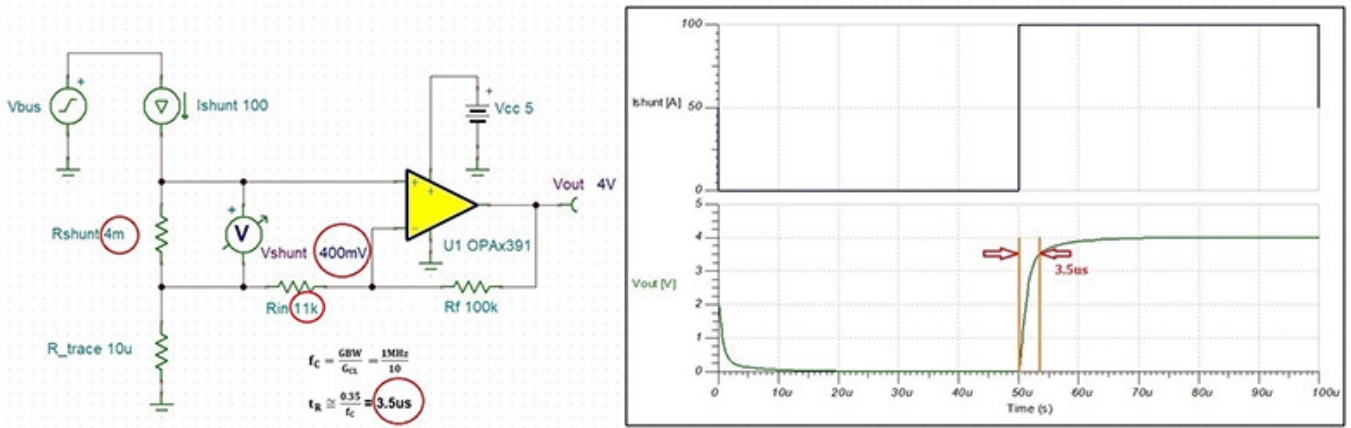 Vbus
+
Ishunt 100
+
Vcc 5
Rshunt 4m
+
V
Vshunt 400mV
+
+
−
U1 OPAx391
Vout 4V
Rin 11k
Rf 100k
R_trace 10u
fC = GBW/GCL = 1MHz/10
tR ≅ 0.35/fC = 3.5us
100
Ishunt [A]
50
0
5
4
3
Vout [V]
2
1
0
3.5us
0 10u 20u 30u 40u 50u 60u 70u 80u 90u 100u
Time (s)